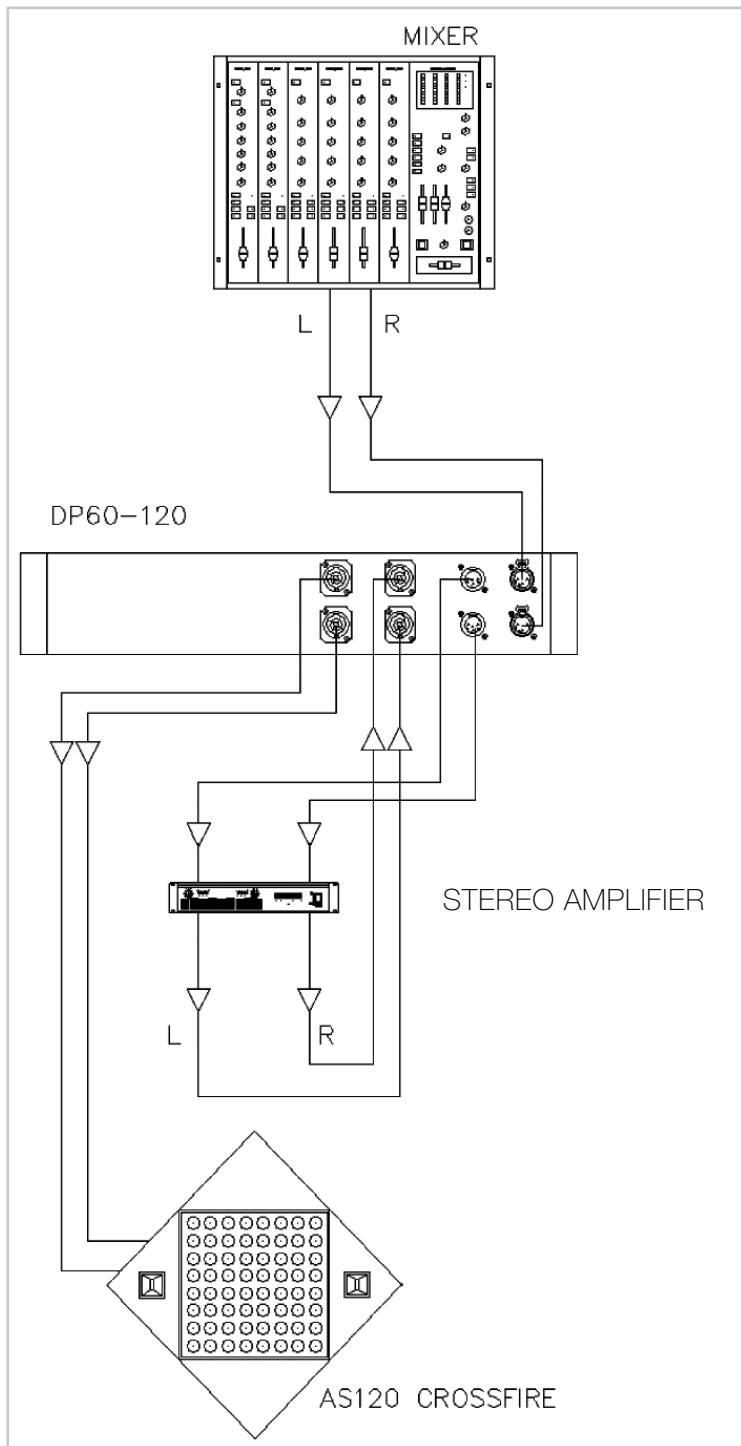 MIXER
L
R
DP60-120
STEREO AMPLIFIER
L
R
AS120 CROSSFIRE